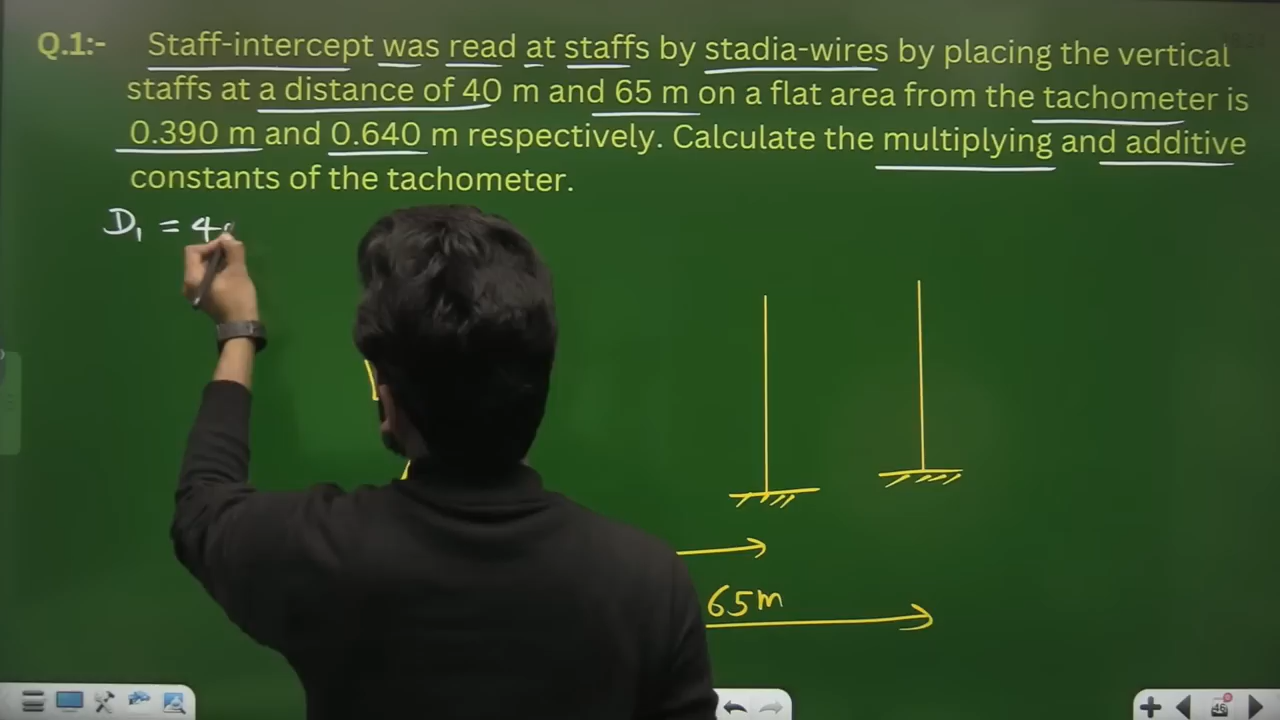 Q.1:- Staff-intercept was read at staffs by stadia-wires by placing the vertical
staffs at a distance of 40 m and 65 m on a flat area from the tachometer is
0.390 m and 0.640 m respectively. Calculate the multiplying and additive
constants of the tachometer.
D₁ = 4
65m
46